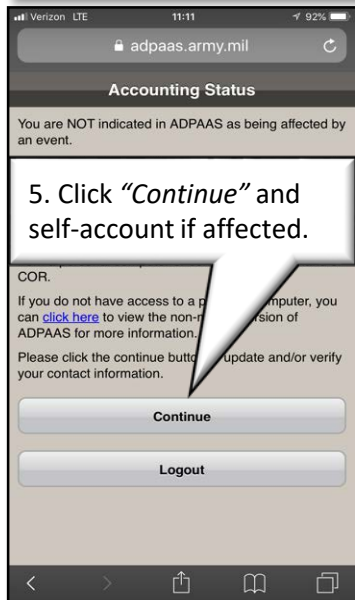 Verizon LTE 11:11 92%
adpaas.army.mil
Accounting Status
You are NOT indicated in ADPAAS as being affected by
an event.
5. Click “Continue” and
self-account if affected.
COR.
If you do not have access to a p mputer, you
can click here to view the non-m rsion of
ADPAAS for more information.
Please click the continue butto update and/or verify
your contact information.
Continue
Logout